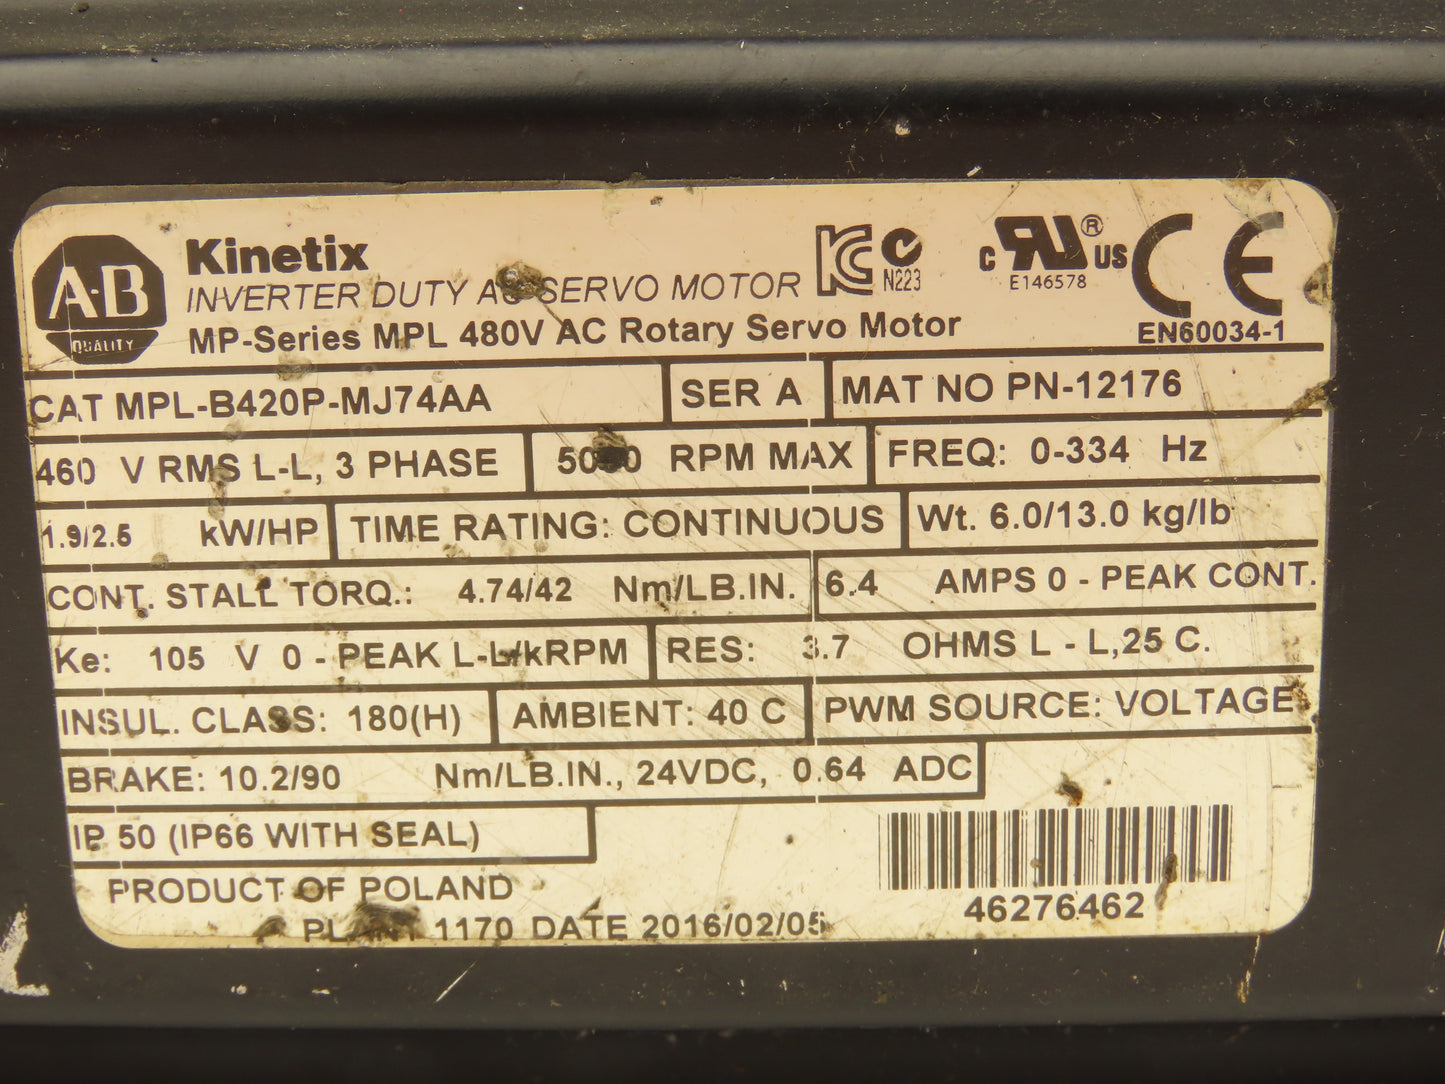 A-B
QUALITY
Kinetix
INVERTER DUTY AC SERVO MOTOR
MP-Series MPL 480V AC Rotary Servo Motor
KC N223
c RU ® US
E146578
CE
EN60034-1
CAT MPL-B420P-MJ74AA SER A MAT NO PN-12176
460 V RMS L-L, 3 PHASE RPM MAX FREQ: 0-334 Hz
1.9/2.5 kW/HP TIME RATING: CONTINUOUS Wt. 6.0/13.0 kg/lb
CONT. STALL TORQ.: 4.74/42 Nm/LB.IN. 6.4 AMPS 0 - PEAK CONT.
Ke: 105 V 0 - PEAK L-L/kRPM RES: 3.7 OHMS L - L,25 C.
INSUL. CLASS: 180(H) AMBIENT: 40 C PWM SOURCE: VOLTAGE
BRAKE: 10.2/90 Nm/LB.IN., 24VDC, 0.64 ADC
IP 50 (IP66 WITH SEAL)
PRODUCT OF POLAND
PLANT 1170 DATE 2016/02/05
46276462